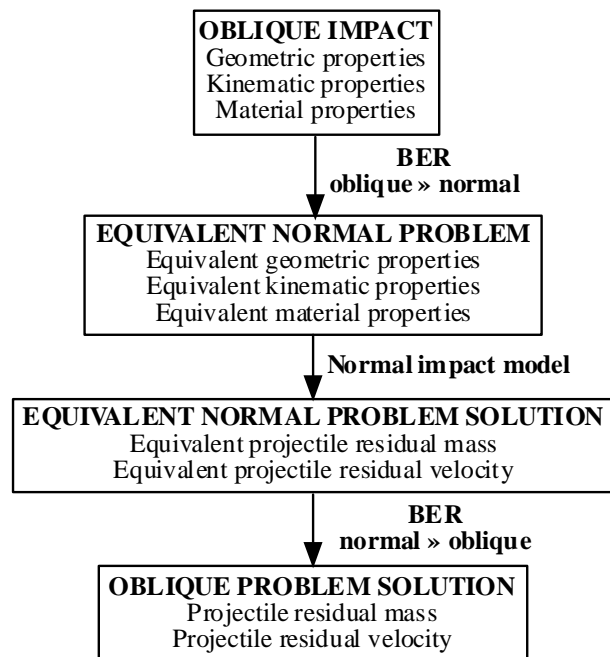 OBLIQUE IMPACT
Geometric properties
Kinematic properties
Material properties
BER
oblique » normal
EQUIVALENT NORMAL PROBLEM
Equivalent geometric properties
Equivalent kinematic properties
Equivalent material properties
Normal impact model
EQUIVALENT NORMAL PROBLEM SOLUTION
Equivalent projectile residual mass
Equivalent projectile residual velocity
BER
normal » oblique
OBLIQUE PROBLEM SOLUTION
Projectile residual mass
Projectile residual velocity